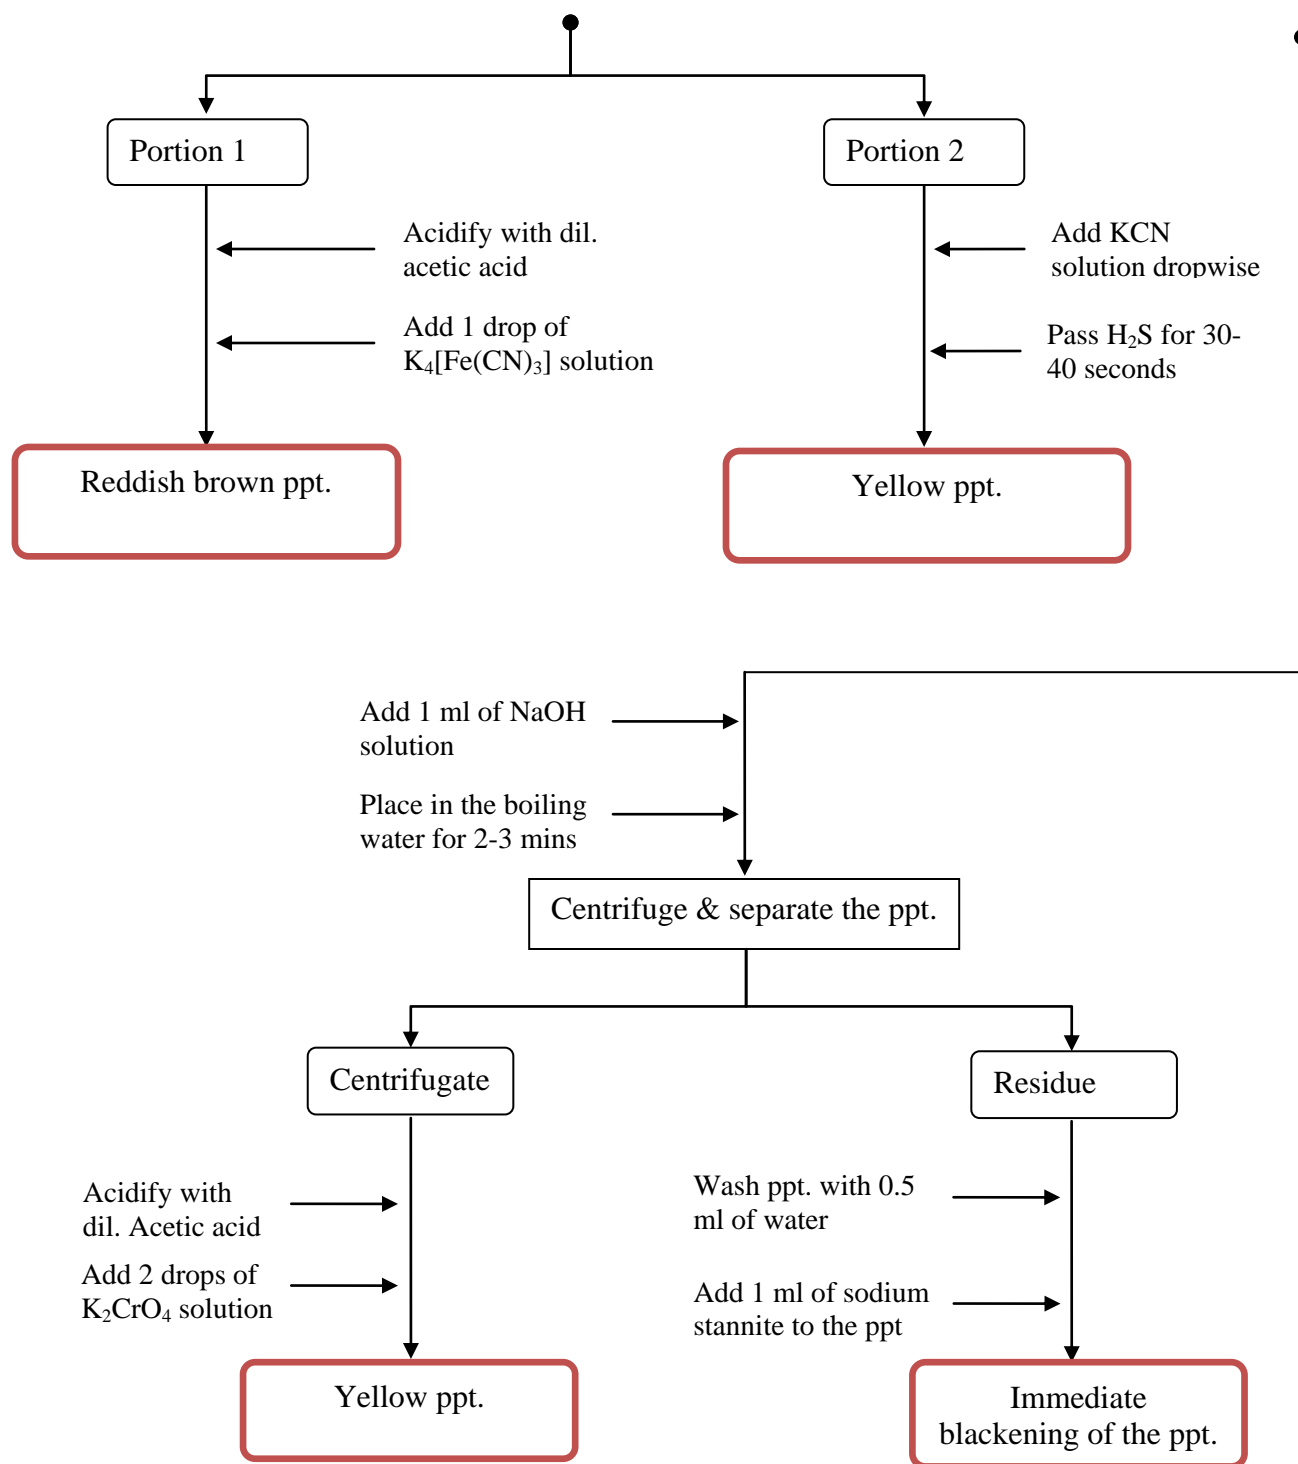 Portion 1
Portion 2
Acidify with dil.
acetic acid
Add KCN
solution dropwise
Add 1 drop of
K₄[Fe(CN)₃] solution
Pass H₂S for 30-
40 seconds
Reddish brown ppt.
Yellow ppt.
Add 1 ml of NaOH
solution
Place in the boiling
water for 2-3 mins
Centrifuge & separate the ppt.
Centrifugate
Residue
Acidify with
dil. Acetic acid
Wash ppt. with 0.5
ml of water
Add 2 drops of
K₂CrO₄ solution
Add 1 ml of sodium
stannite to the ppt
Yellow ppt.
Immediate
blackening of the ppt.